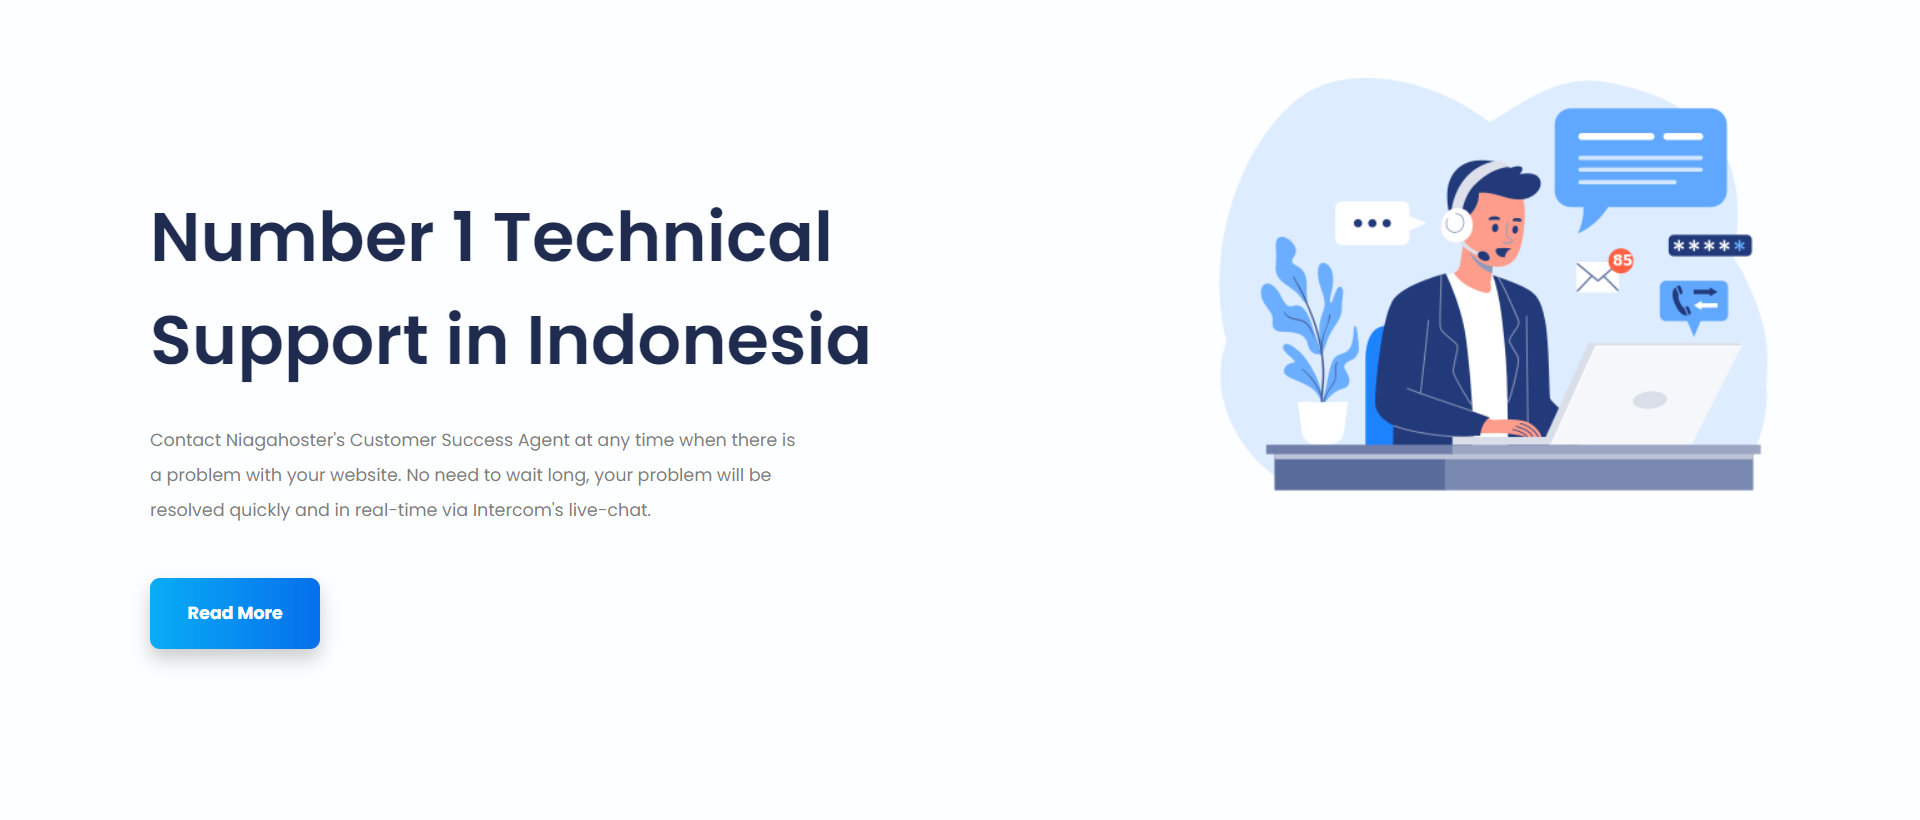 Number 1 Technical
Support in Indonesia
Contact Niagahoster's Customer Success Agent at any time when there is
a problem with your website. No need to wait long, your problem will be
resolved quickly and in real-time via Intercom's live-chat.
Read More
85
*****